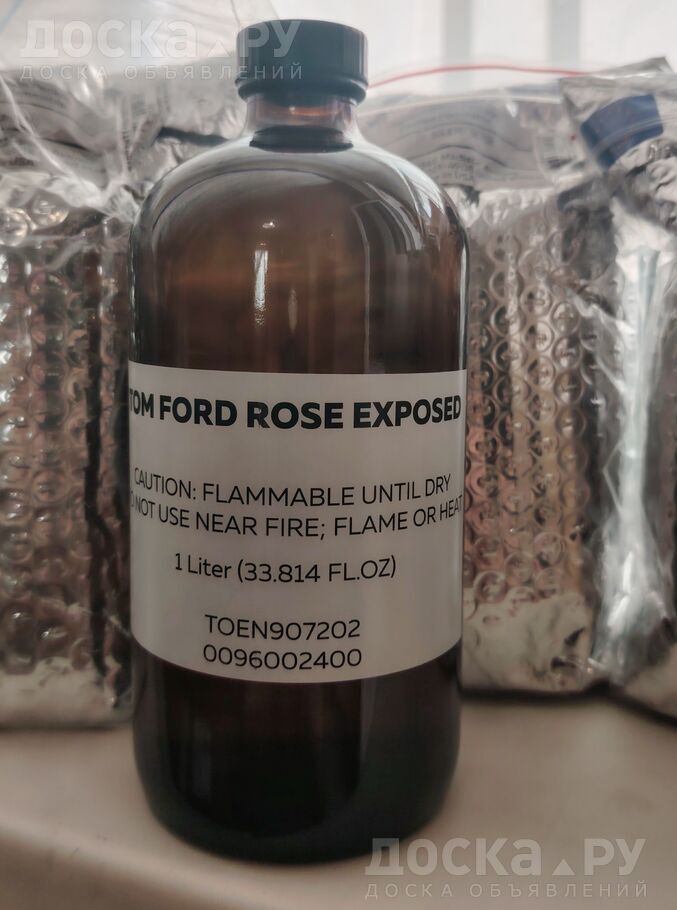 доска.ру
ДОСКА ОБЪЯВЛЕНИЙ
TOM FORD ROSE EXPOSED
CAUTION: FLAMMABLE UNTIL DRY
DO NOT USE NEAR FIRE; FLAME OR HEAT
1 Liter (33.814 FL.OZ)
TOEN907202
0096002400
доска.ру
ДОСКА ОБЪЯВЛЕНИЙ